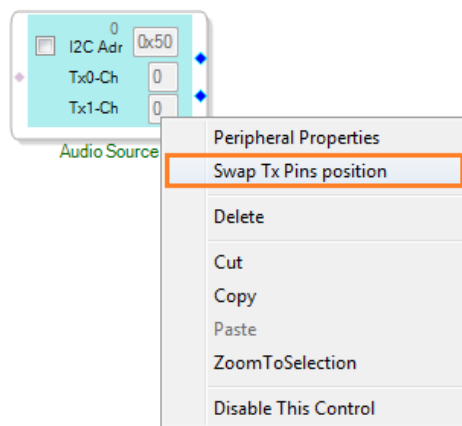 0
I2C Adr 0x50
Tx0-Ch 0
Tx1-Ch 0
Audio Source
Peripheral Properties
Swap Tx Pins position
Delete
Cut
Copy
Paste
ZoomToSelection
Disable This Control